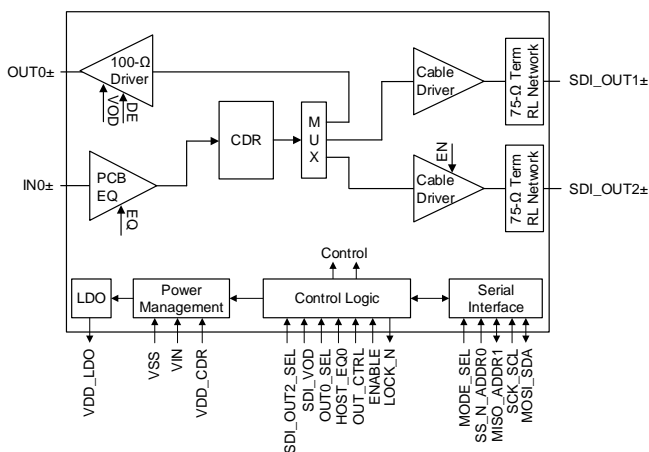 OUT0±
100-Ω
Driver
VOD
DE
IN0±
PCB
EQ
EQ
CDR
M
U
X
Cable
Driver
75-Ω Term
RL Network
SDI_OUT1±
EN
Cable
Driver
75-Ω Term
RL Network
SDI_OUT2±
Control
LDO
Power
Management
Control Logic
Serial
Interface
VDD_LDO
VSS
VIN
VDD_CDR
SDI_OUT2_SEL
SDI_VOD
OUT0_SEL
HOST_EQ0
OUT_CTRL
ENABLE
LOCK_N
MODE_SEL
SS_N_ADDR0
MISO_ADDR1
SCK_SCL
MOSI_SDA